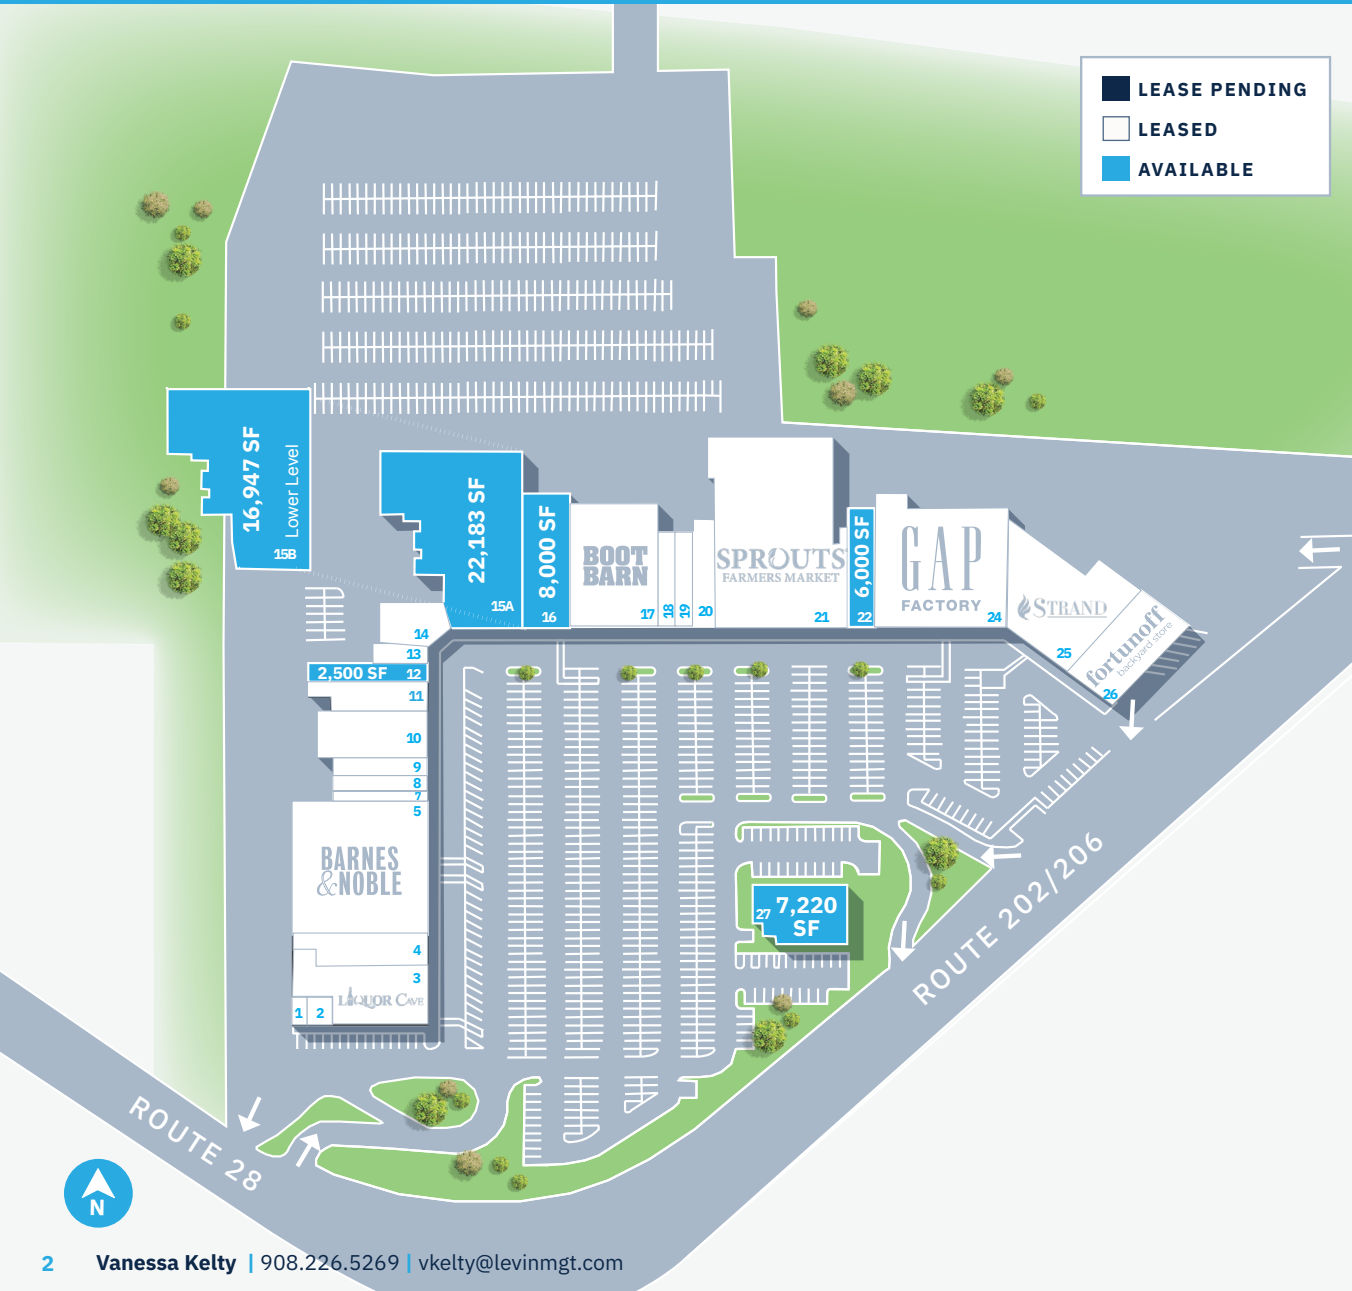 LEASE PENDING
LEASED
AVAILABLE
16,947 SF
Lower Level
15B
22,183 SF
15A
8,000 SF
16
BOOT
BARN
17
18
19
20
SPROUTS
FARMERS MARKET
21
6,000 SF
22
GAP
FACTORY
24
STRAND
25
fortunoff
backyard store
26
14
13
2,500 SF 12
11
10
9
8
7
5
BARNES
&NOBLE
4
3
LIQUOR CAVE
1
2
27 7,220
SF
ROUTE 202/206
ROUTE 28
N
2 Vanessa Kelty | 908.226.5269 | vkelty@levinmgt.com